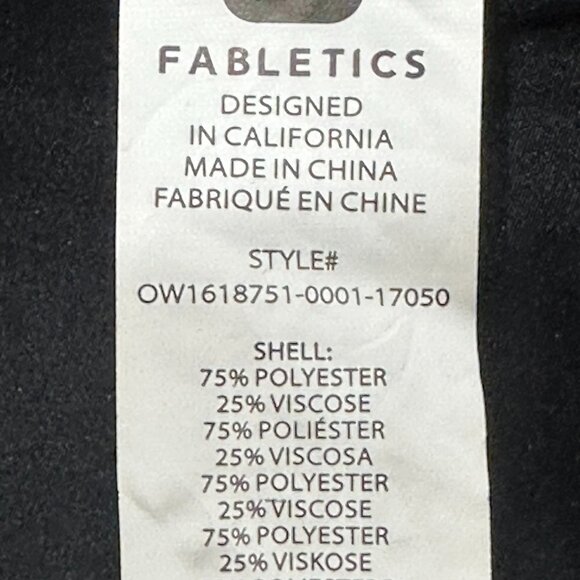 FABLETICS
DESIGNED
IN CALIFORNIA
MADE IN CHINA
FABRIQUÉ EN CHINE
STYLE#
OW1618751-0001-17050
SHELL:
75% POLYESTER
25% VISCOSE
75% POLIÉSTER
25% VISCOSA
75% POLYESTER
25% VISCOSE
75% POLYESTER
25% VISKOSE